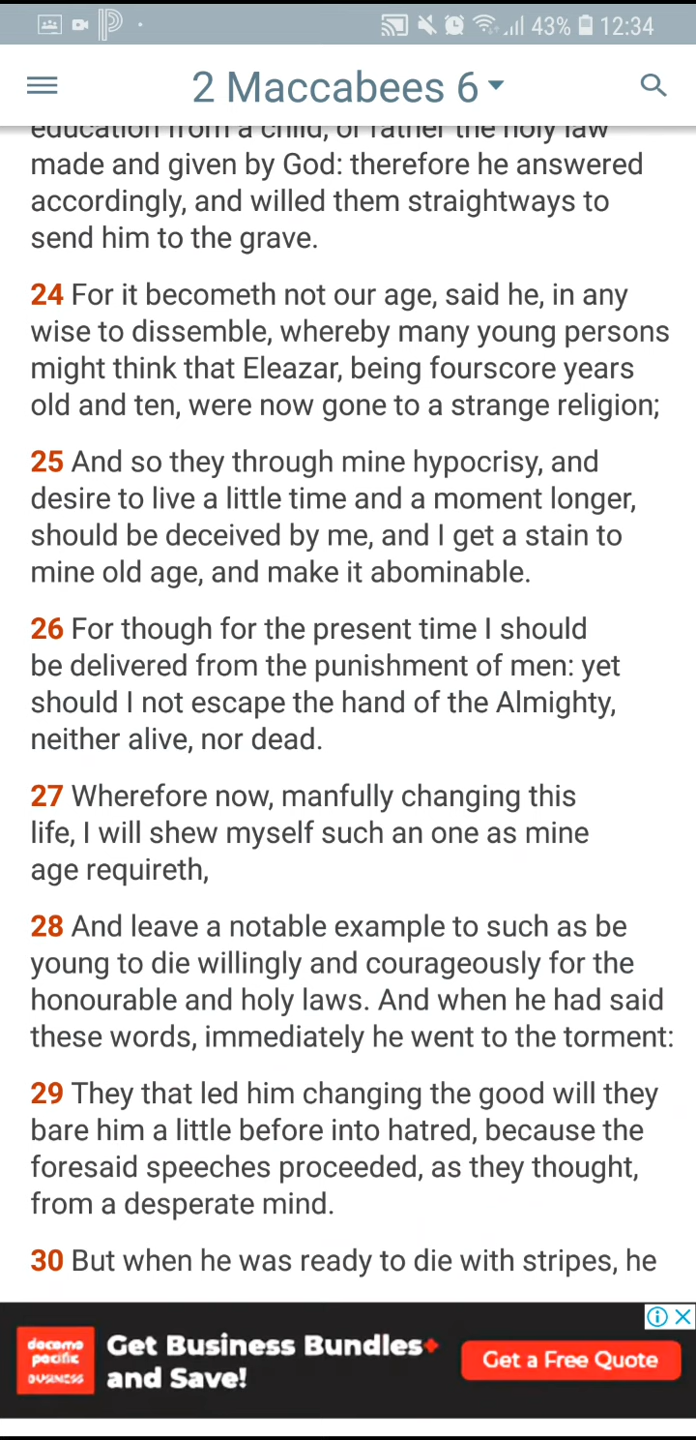 43% 12:34
2 Maccabees 6
education from a child, or rather the holy law
made and given by God: therefore he answered
accordingly, and willed them straightways to
send him to the grave.
24 For it becometh not our age, said he, in any
wise to dissemble, whereby many young persons
might think that Eleazar, being fourscore years
old and ten, were now gone to a strange religion;
25 And so they through mine hypocrisy, and
desire to live a little time and a moment longer,
should be deceived by me, and I get a stain to
mine old age, and make it abominable.
26 For though for the present time I should
be delivered from the punishment of men: yet
should I not escape the hand of the Almighty,
neither alive, nor dead.
27 Wherefore now, manfully changing this
life, I will shew myself such an one as mine
age requireth,
28 And leave a notable example to such as be
young to die willingly and courageously for the
honourable and holy laws. And when he had said
these words, immediately he went to the torment:
29 They that led him changing the good will they
bare him a little before into hatred, because the
foresaid speeches proceeded, as they thought,
from a desperate mind.
30 But when he was ready to die with stripes, he
docomo
pacific
BUSINESS
Get Business Bundles+
and Save!
Get a Free Quote